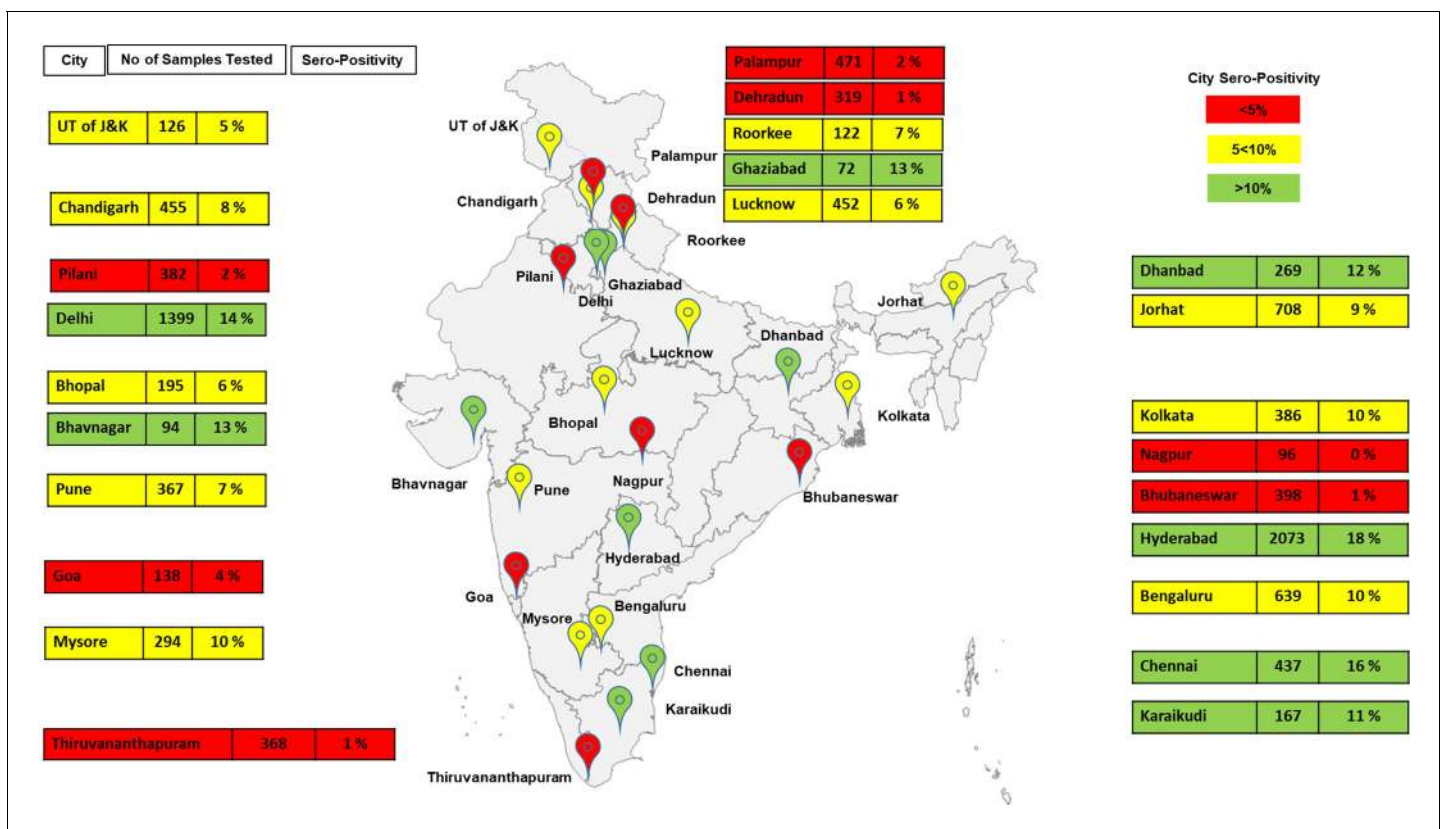 City No of Samples Tested Sero-Positivity
UT of J&K 126 5 %
Chandigarh 455 8 %
Pilani 382 2 %
Delhi 1399 14 %
Bhopal 195 6 %
Bhavnagar 94 13 %
Pune 367 7 %
Goa 138 4 %
Mysore 294 10 %
Thiruvananthapuram 368 1 %
Palampur 471 2 %
Dehradun 319 1 %
Roorkee 122 7 %
Ghaziabad 72 13 %
Lucknow 452 6 %
UT of J&K
Palampur
Chandigarh
Dehradun
Roorkee
Pilani
Ghaziabad
Delhi
Jorhat
Dhanbad
Lucknow
Kolkata
Bhopal
Bhavnagar
Pune
Nagpur
Bhubaneswar
Hyderabad
Goa
Bengaluru
Mysore
Chennai
Karaikudi
Thiruvananthapuram
City Sero-Positivity
<5%
5<10%
>10%
Dhanbad 269 12 %
Jorhat 708 9 %
Kolkata 386 10 %
Nagpur 96 0 %
Bhubaneswar 398 1 %
Hyderabad 2073 18 %
Bengaluru 639 10 %
Chennai 437 16 %
Karaikudi 167 11 %